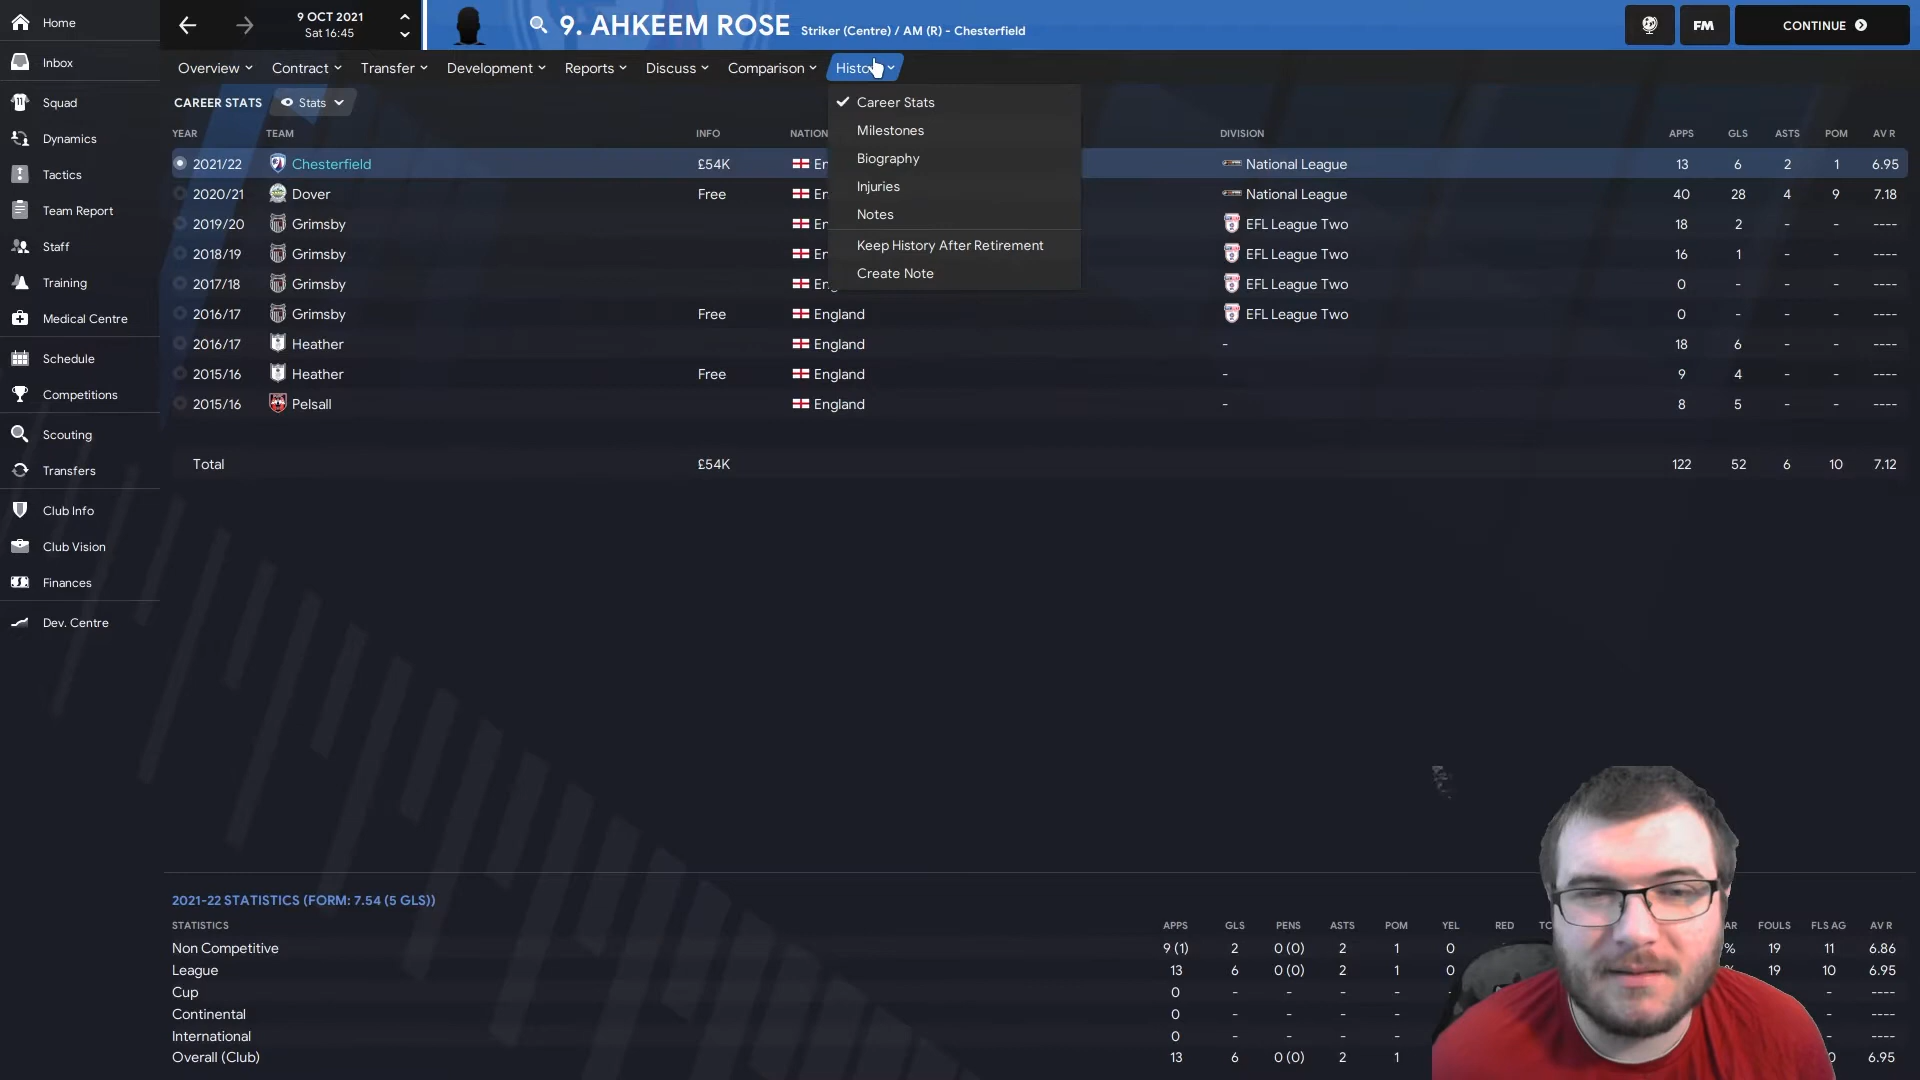 Home
Inbox
Squad
Dynamics
Tactics
Team Report
Staff
Training
Medical Centre
Schedule
Competitions
Scouting
Transfers
Club Info
Club Vision
Finances
Dev. Centre
9 OCT 2021
Sat 16:45
9. AHKEEM ROSE Striker (Centre) / AM (R) - Chesterfield
FM
CONTINUE
Overview Contract Transfer Development Reports Discuss Comparison
CAREER STATS Stats
Career Stats
Milestones
Biography
Injuries
Notes
Keep History After Retirement
Create Note
YEAR TEAM INFO DIVISION APPS GLS ASTS POM AV R
2021/22 Chesterfield £54K National League 13 6 2 1 6.95
2020/21 Dover Free National League 40 28 4 9 7.18
2019/20 Grimsby EFL League Two 18 2 - - ----
2018/19 Grimsby EFL League Two 16 1 - - ----
2017/18 Grimsby EFL League Two 0 - - - ----
2016/17 Grimsby Free England EFL League Two 0 - - - ----
2016/17 Heather England - 18 6 - - ----
2015/16 Heather Free England - 9 4 - - ----
2015/16 Pelsall England - 8 5 - - ----
Total £54K 122 52 6 10 7.12
2021-22 STATISTICS (FORM: 7.54 (5 GLS))
STATISTICS APPS GLS PENS ASTS POM YEL RED FOULS FLS AG AV R
Non Competitive 9 (1) 2 0 (0) 2 1 0 % 19 11 6.86
League 13 6 0 (0) 2 1 0 19 10 6.95
Cup 0 - - - - - - ----
Continental 0 - - - - - - ----
International 0 - - - - - - ----
Overall (Club) 13 6 0 (0) 2 1 6.95